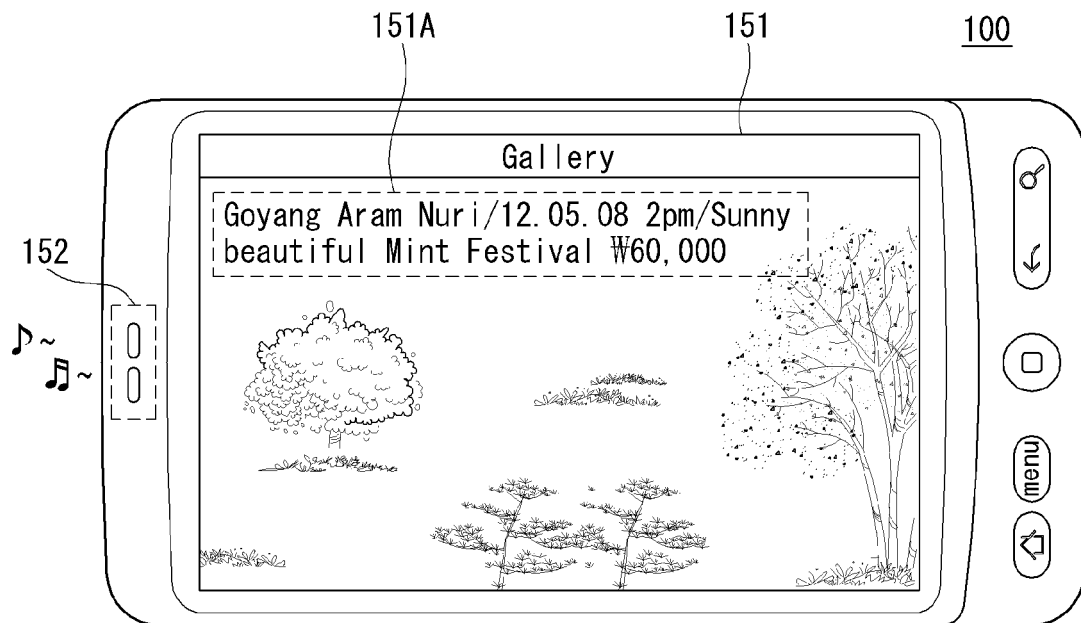 151A
151
100
Gallery
Goyang Aram Nuri/12.05.08 2pm/Sunny
beautiful Mint Festival ₩60,000
152
menu